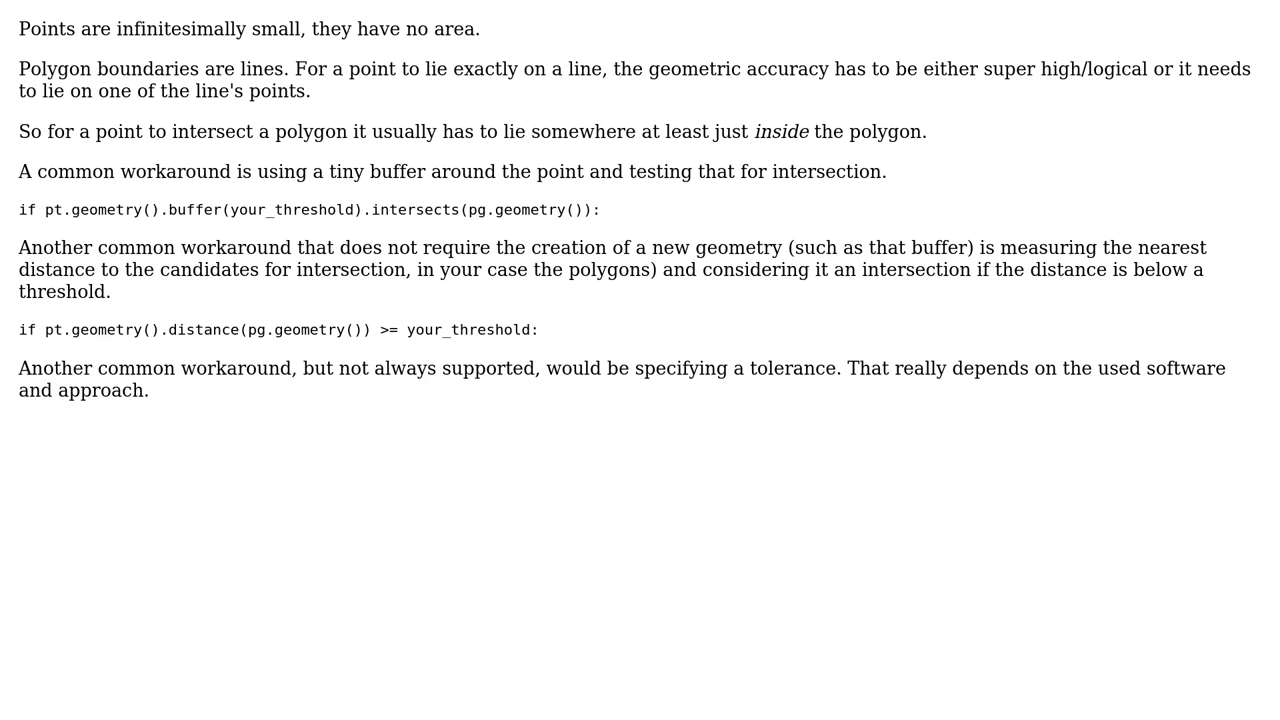 Points are infinitesimally small, they have no area.
Polygon boundaries are lines. For a point to lie exactly on a line, the geometric accuracy has to be either super high/logical or it needs
to lie on one of the line's points.
So for a point to intersect a polygon it usually has to lie somewhere at least just inside the polygon.
A common workaround is using a tiny buffer around the point and testing that for intersection.
if pt.geometry().buffer(your_threshold).intersects(pg.geometry()):
Another common workaround that does not require the creation of a new geometry (such as that buffer) is measuring the nearest
distance to the candidates for intersection, in your case the polygons) and considering it an intersection if the distance is below a
threshold.
if pt.geometry().distance(pg.geometry()) >= your_threshold:
Another common workaround, but not always supported, would be specifying a tolerance. That really depends on the used software
and approach.